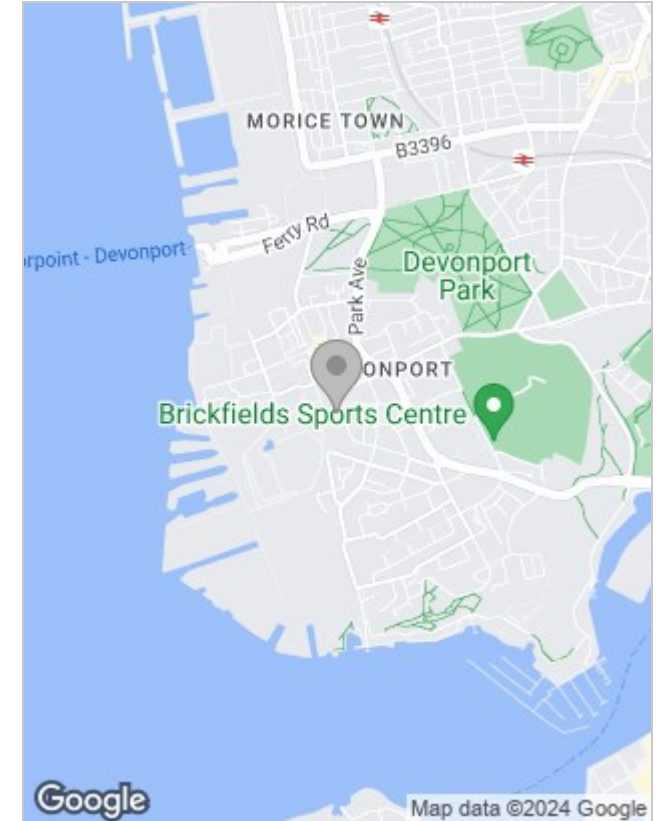 MORICE TOWN
B3396
Ferry Rd
rpoint - Devonport
Devonport
Park
Park Ave
ONPORT
Brickfields Sports Centre
Google
Map data ©2024 Google